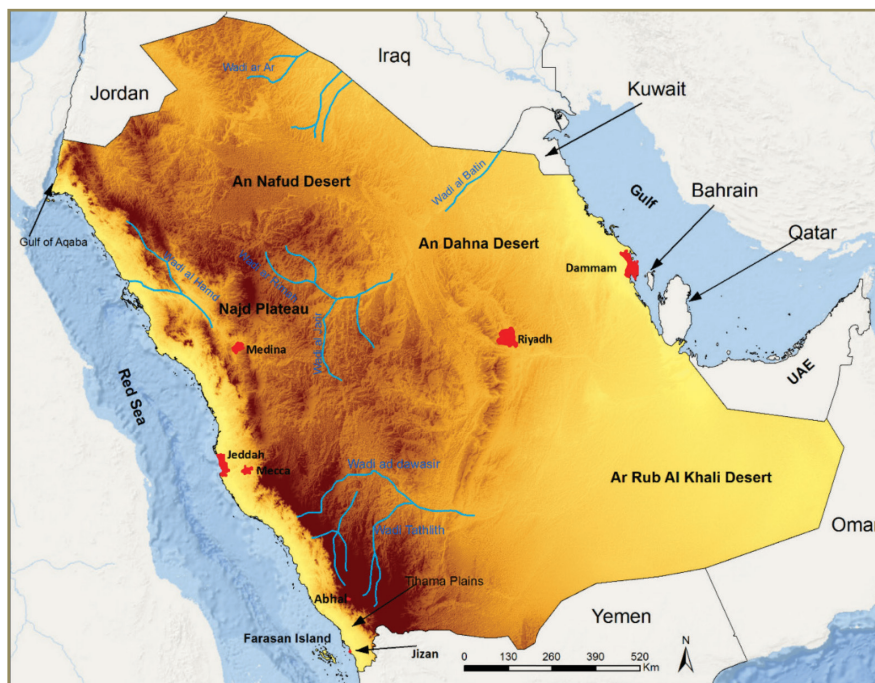 Iraq
Wadi ar Ar
Jordan
Kuwait
An Nafud Desert
Wadi al Batin
Gulf
Bahrain
Gulf of Aqaba
An Dahna Desert
Qatar
Wadi al Hamd
Dammam
Najd Plateau
Riyadh
Medina
UAE
Red Sea
Jeddah
Mecca
Wadi ad-dawasir
Ar Rub Al Khali Desert
Oman
Wadi Tathlith
Tihama Plains
Abha
Yemen
Farasan Island
Jizan
N
0 130 260 390 520
Km